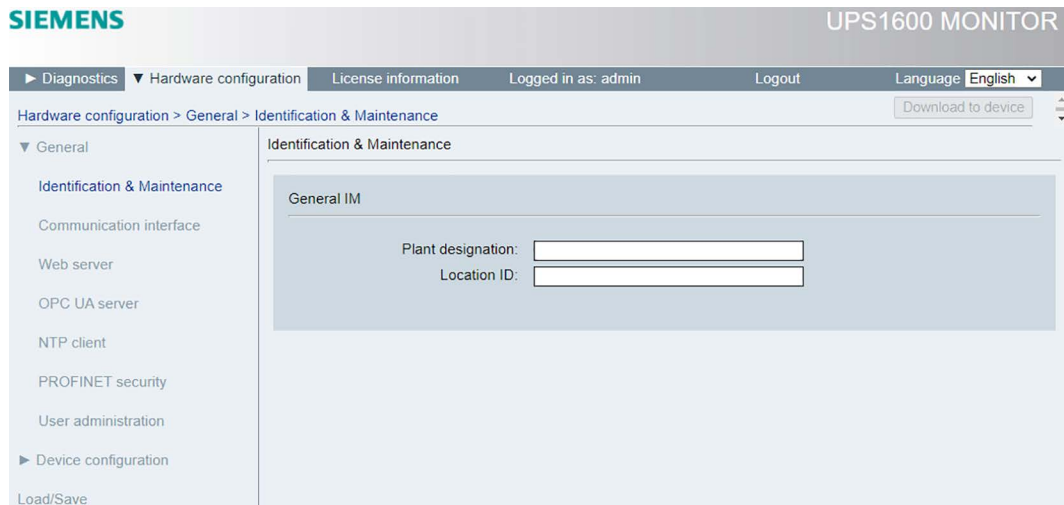 SIEMENS
UPS1600 MONITOR
► Diagnostics ▼ Hardware configuration License information Logged in as: admin Logout Language English
Hardware configuration > General > Identification & Maintenance
Download to device
▼ General
Identification & Maintenance
Communication interface
Web server
OPC UA server
NTP client
PROFINET security
User administration
► Device configuration
Load/Save
Identification & Maintenance
General IM
Plant designation:
Location ID: